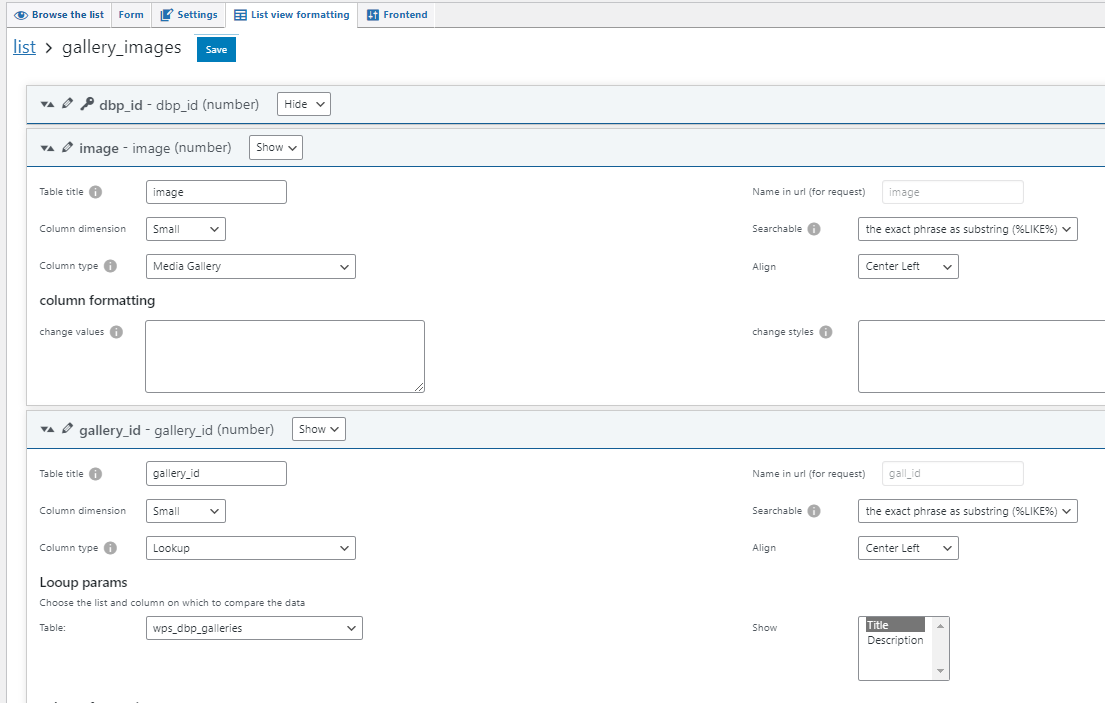 Browse the list Form Settings List view formatting Frontend
list > gallery_images Save
dbp_id - dbp_id (number) Hide
image - image (number) Show
Table title image Name in url (for request) image
Column dimension Small Searchable the exact phrase as substring (%LIKE%)
Column type Media Gallery Align Center Left
column formatting
change values change styles
gallery_id - gallery_id (number) Show
Table title gallery_id Name in url (for request) gall_id
Column dimension Small Searchable the exact phrase as substring (%LIKE%)
Column type Lookup Align Center Left
Looup params
Choose the list and column on which to compare the data
Table: wps_dbp_galleries Show Title
Description